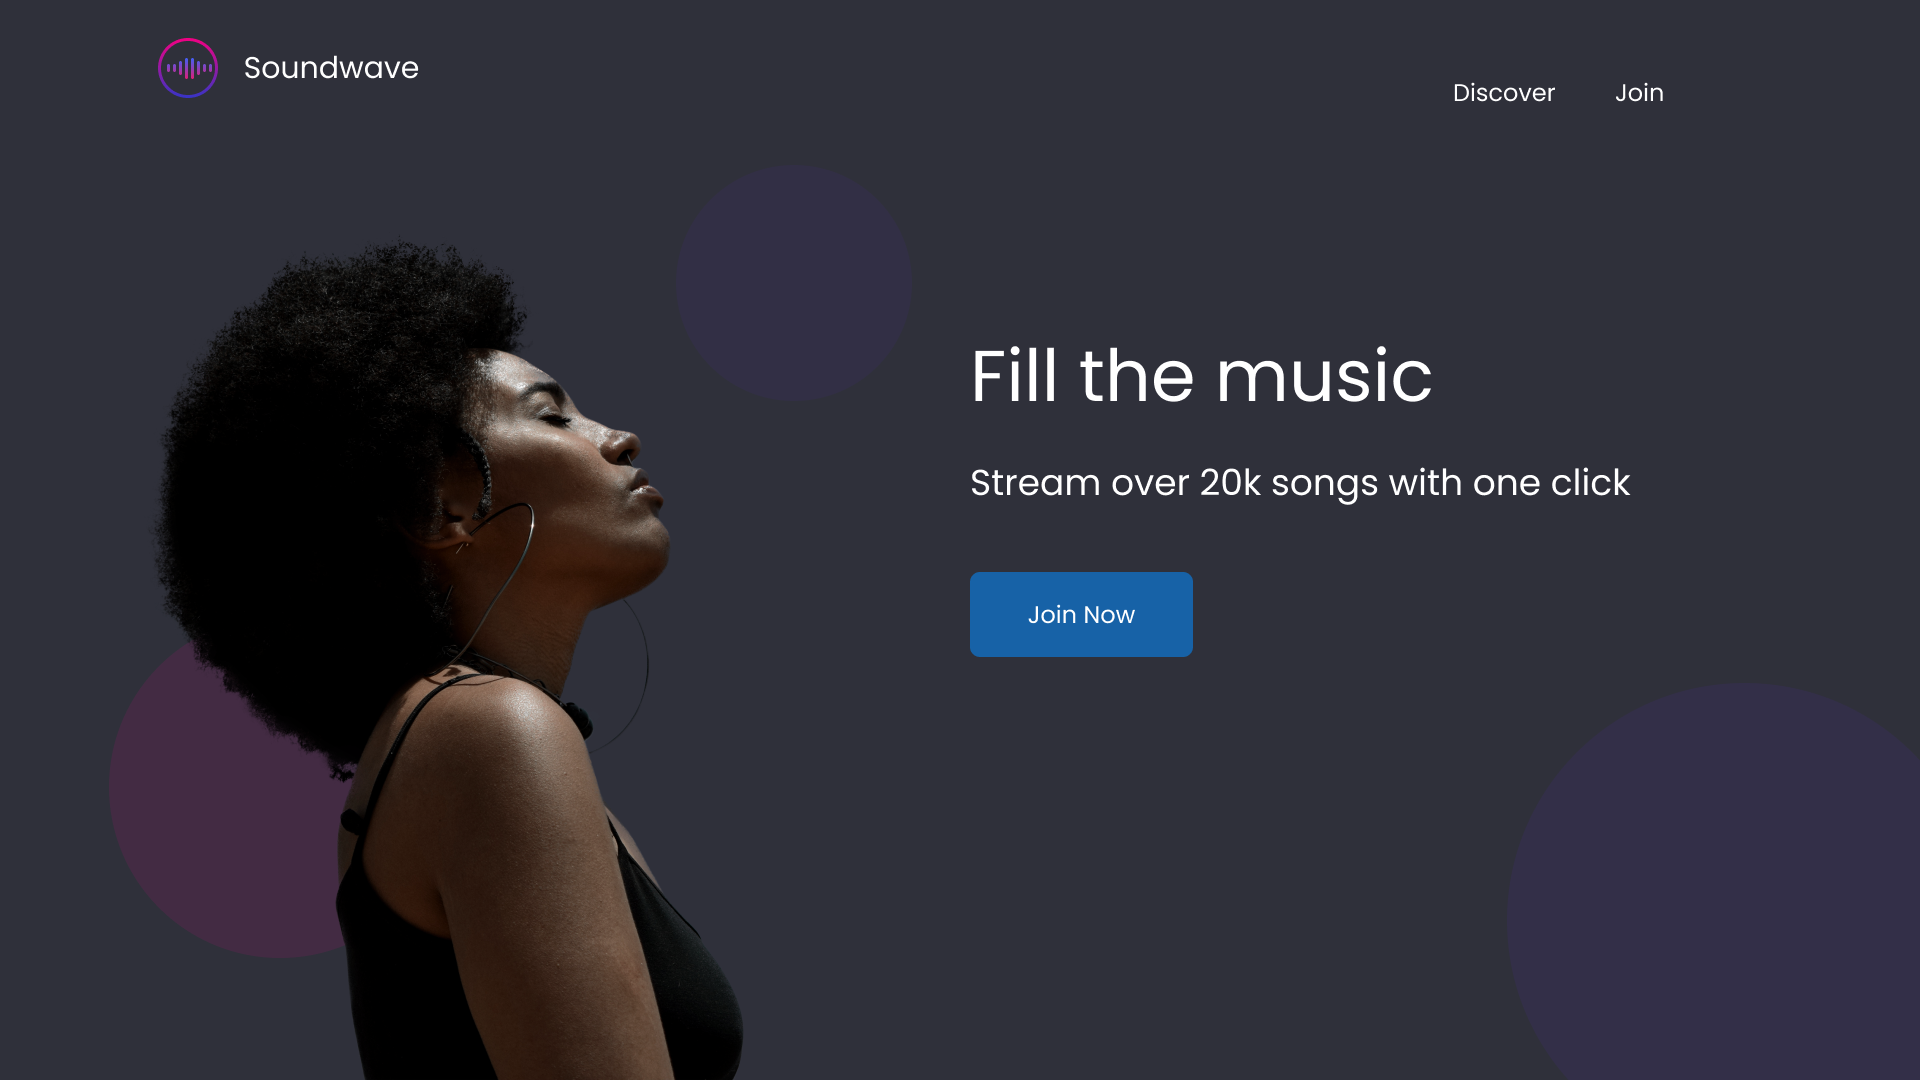 Soundwave
Discover Join
Fill the music
Stream over 20k songs with one click
Join Now